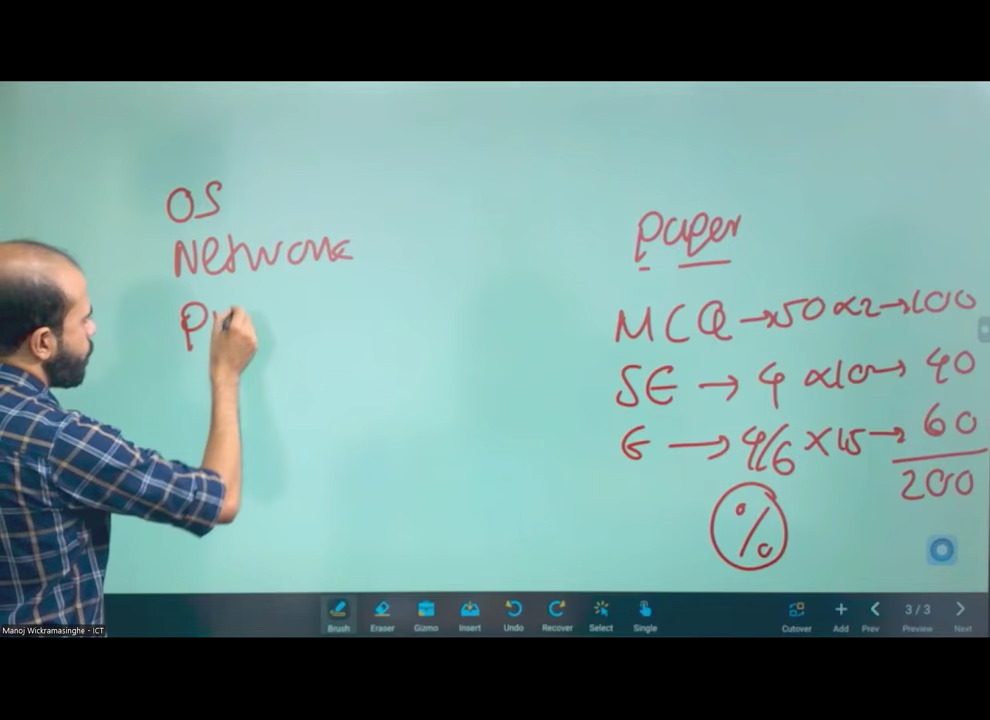 OS
Network
Pr
Paper
MCQ → 50 x 2 → 100
SE → 4 x 10 → 40
E → 4/6 x 15 → 60
200
%
Manoj Wickramasinghe - ICT
Brush Eraser Gizmo Insert Undo Recover Select Single Cutover Add Prev 3 / 3 Preview Next